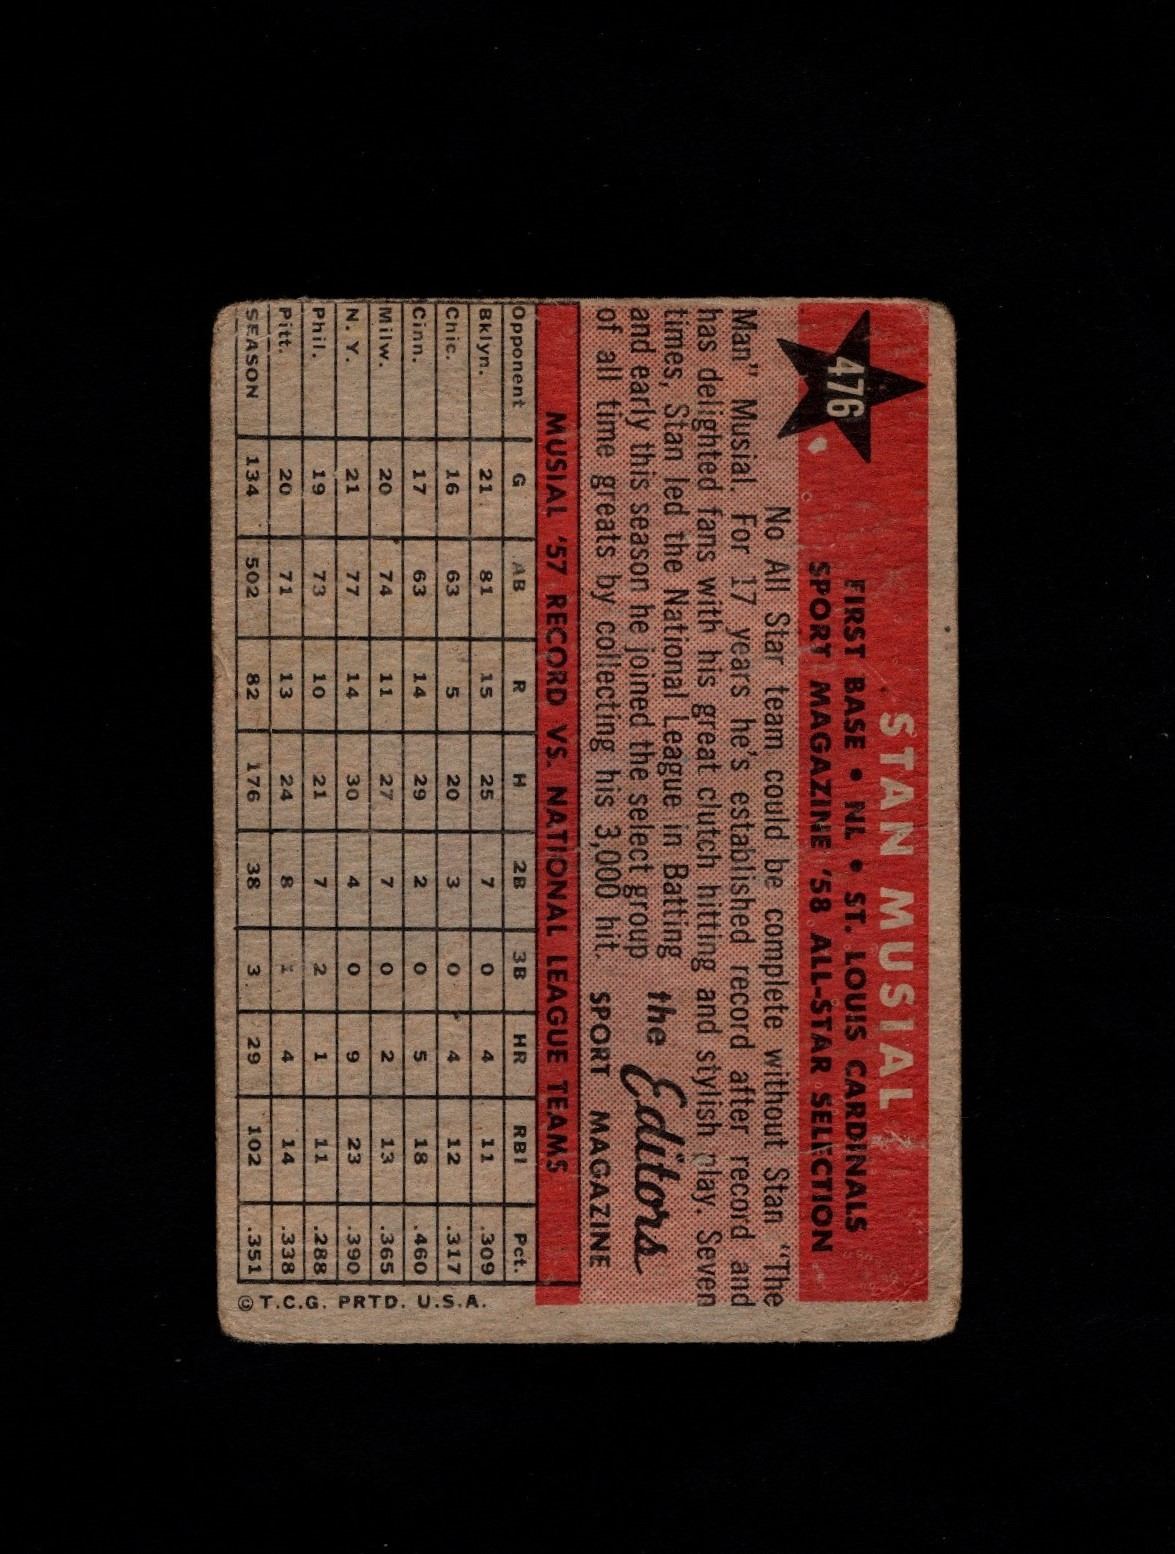 476
STAN MUSIAL
FIRST BASE • NL • ST. LOUIS CARDINALS
SPORT MAGAZINE '58 ALL-STAR SELECTION
No All Star team could be complete without Stan "The
Man" Musial. For 17 years he's established record after record and
has delighted fans with his great clutch hitting and stylish play. Seven
times, Stan led the National League in Batting
and early this season he joined the select group
of all time greats by collecting his 3,000 hit.
the Editors
SPORT MAGAZINE
MUSIAL '57 RECORD VS. NATIONAL LEAGUE TEAMS
Opponent G AB R H 2B 3B HR RBI Pct.
Bklyn. 21 81 15 25 7 0 4 11 .309
Chic. 16 63 5 20 3 0 4 12 .317
Cinn. 17 63 14 29 2 0 5 18 .460
Milw. 20 74 11 27 7 0 2 13 .365
N. Y. 21 77 14 30 4 0 9 23 .390
Phil. 19 73 10 21 7 2 1 11 .288
Pitt. 20 71 13 24 8 1 4 14 .338
SEASON 134 502 82 176 38 3 29 102 .351
© T.C.G. PRTD. U.S.A.